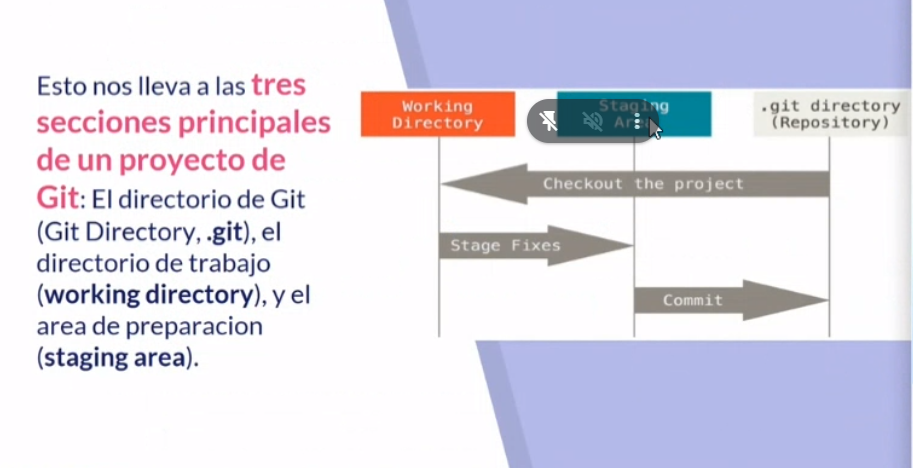 Esto nos lleva a las tres
secciones principales
de un proyecto de
Git: El directorio de Git
(Git Directory, .git), el
directorio de trabajo
(working directory), y el
area de preparacion
(staging area).
Working
Directory
Staging
Area
.git directory
(Repository)
Checkout the project
Stage Fixes
Commit